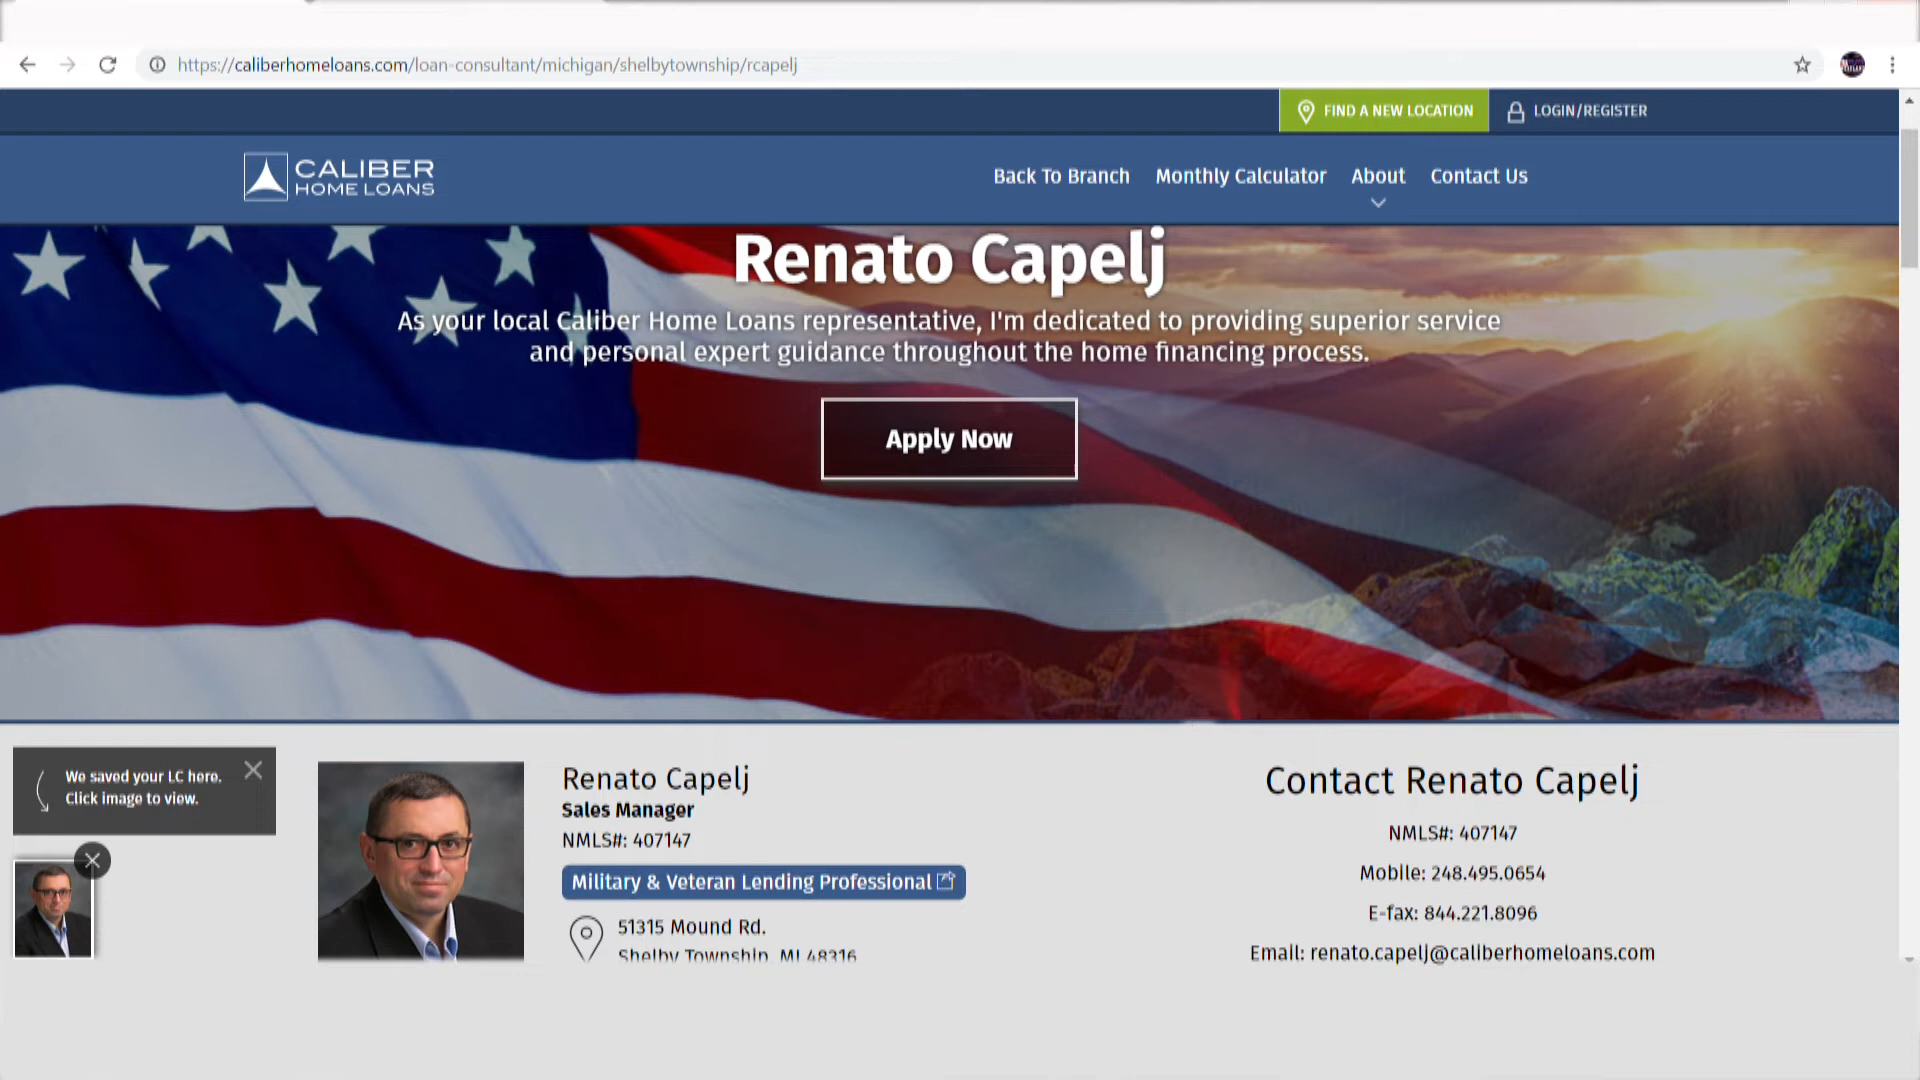 https://caliberhomeloans.com/loan-consultant/michigan/shelbytownship/rcapelj
FIND A NEW LOCATION
LOGIN/REGISTER
CALIBER
HOME LOANS
Back To Branch
Monthly Calculator
About
Contact Us
Renato Capelj
As your local Caliber Home Loans representative, I'm dedicated to providing superior service
and personal expert guidance throughout the home financing process.
Apply Now
We saved your LC here.
Click image to view.
Renato Capelj
Sales Manager
NMLS#: 407147
Military & Veteran Lending Professional
51315 Mound Rd.
Shelby Township, MI 48316
Contact Renato Capelj
NMLS#: 407147
Mobile: 248.495.0654
E-fax: 844.221.8096
Email: renato.capelj@caliberhomeloans.com